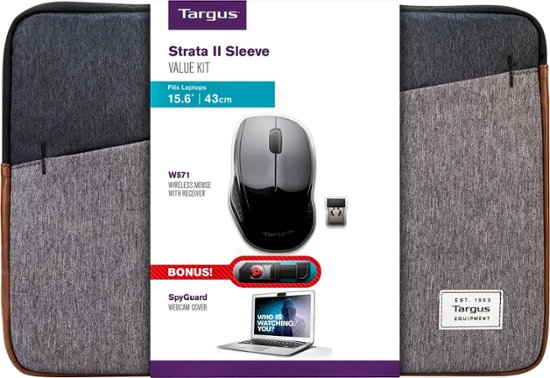 Targus
Strata II Sleeve
VALUE KIT
Fits Laptops
15.6" | 43cm
W571
WIRELESS MOUSE
WITH RECEIVER
Targus
BONUS!
SpyGuard
WEBCAM COVER
WHO IS
WATCHING
YOU?
EST. 1983
Targus
EQUIPMENT